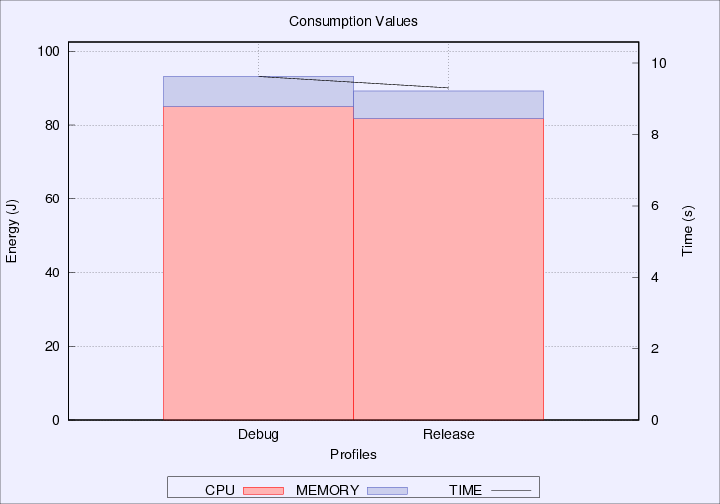 Consumption Values
100
80
60
40
20
0
Energy (J)
10
8
6
4
2
0
Time (s)
Debug Release
Profiles
CPU MEMORY TIME